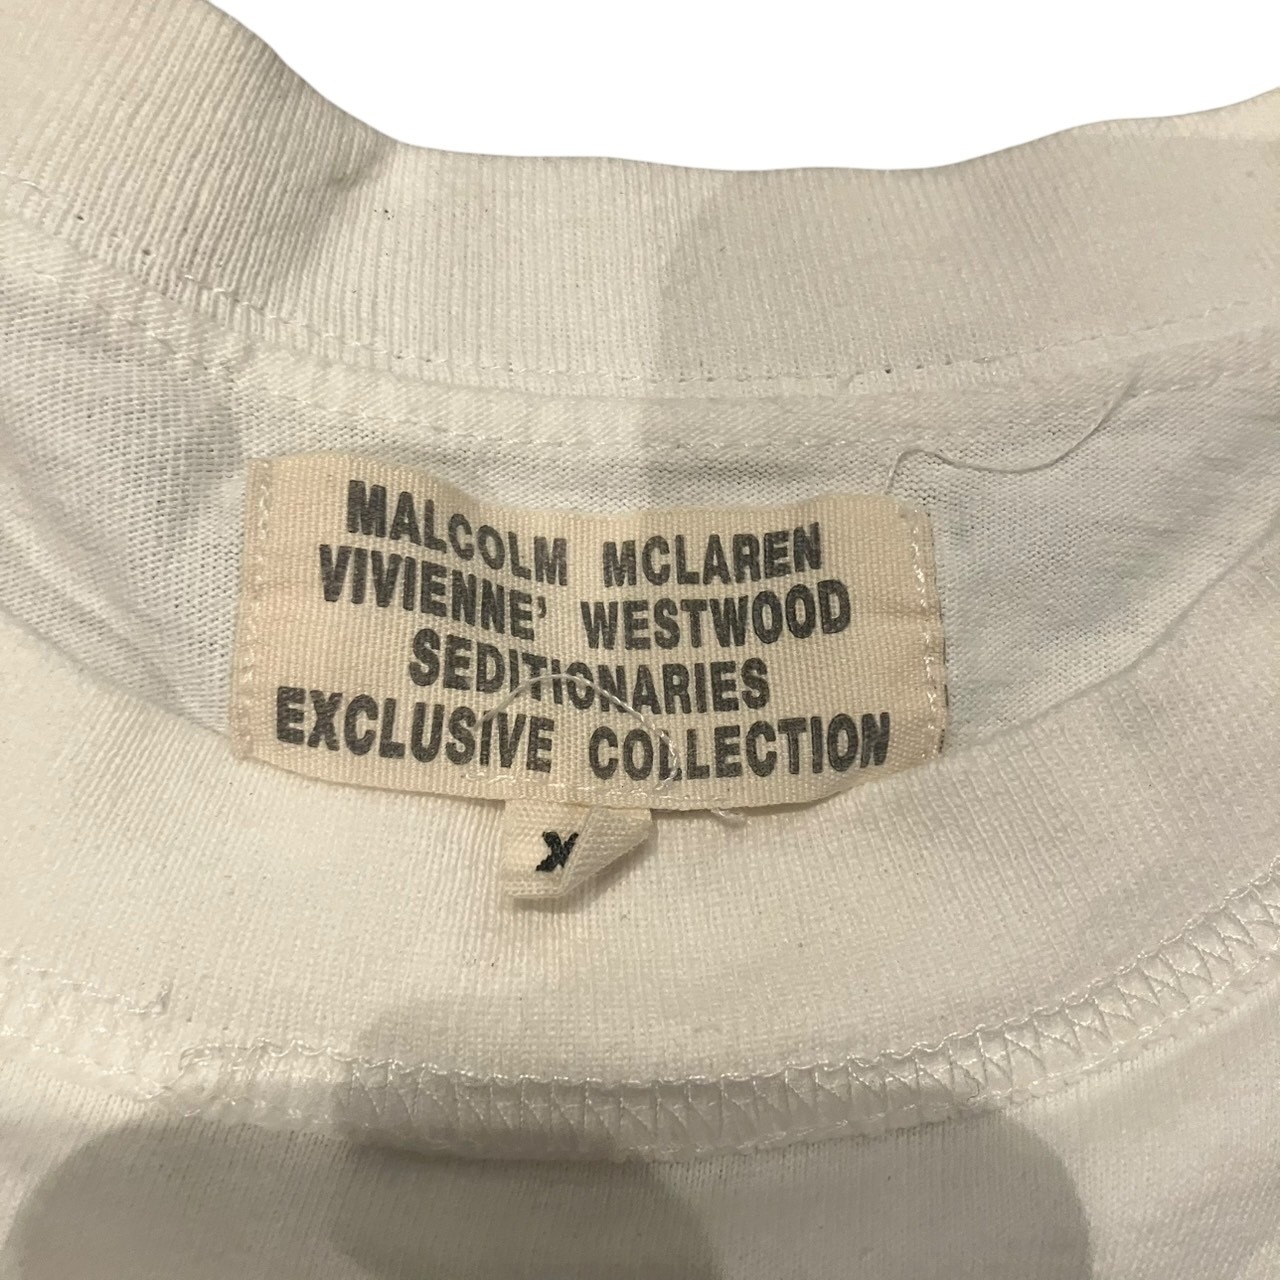 MALCOLM MCLAREN
VIVIENNE' WESTWOOD
SEDITIONARIES
EXCLUSIVE COLLECTION
X